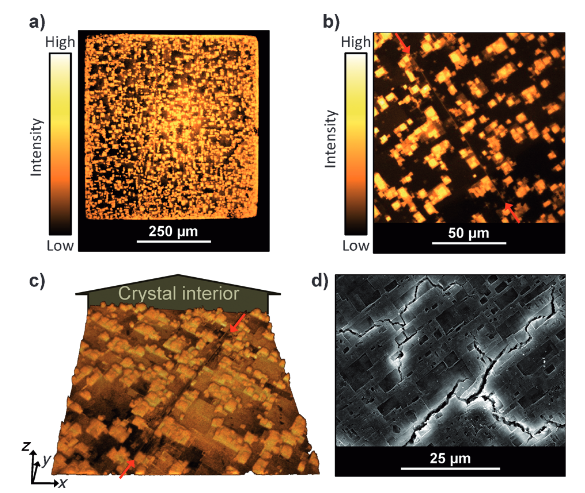 a)
High
Intensity
Low
250 µm
b)
High
Intensity
Low
50 µm
c)
Crystal interior
z
y
x
d)
25 µm